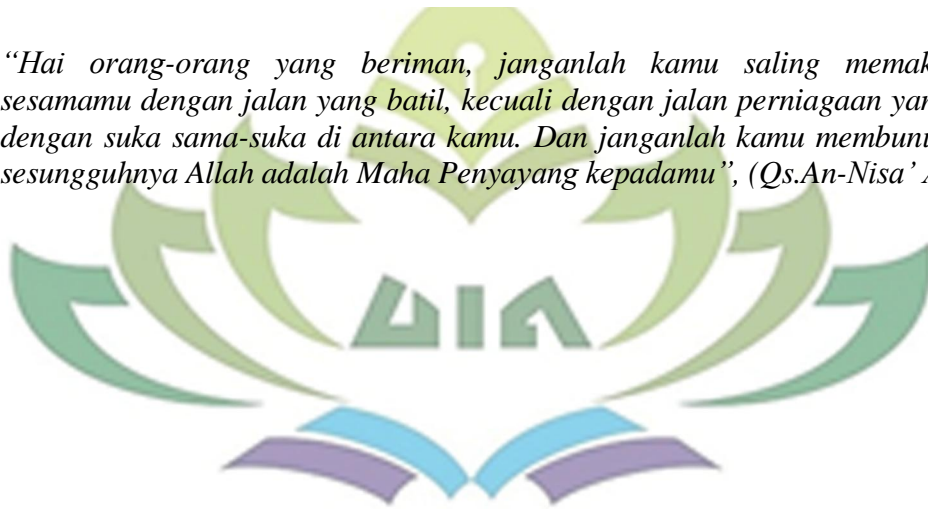 “Hai orang-orang yang beriman, janganlah kamu saling memak
sesamamu dengan jalan yang batil, kecuali dengan jalan perniagaan yan
dengan suka sama-suka di antara kamu. Dan janganlah kamu membunu
sesungguhnya Allah adalah Maha Penyayang kepadamu”, (Qs.An-Nisa’ A
UIN